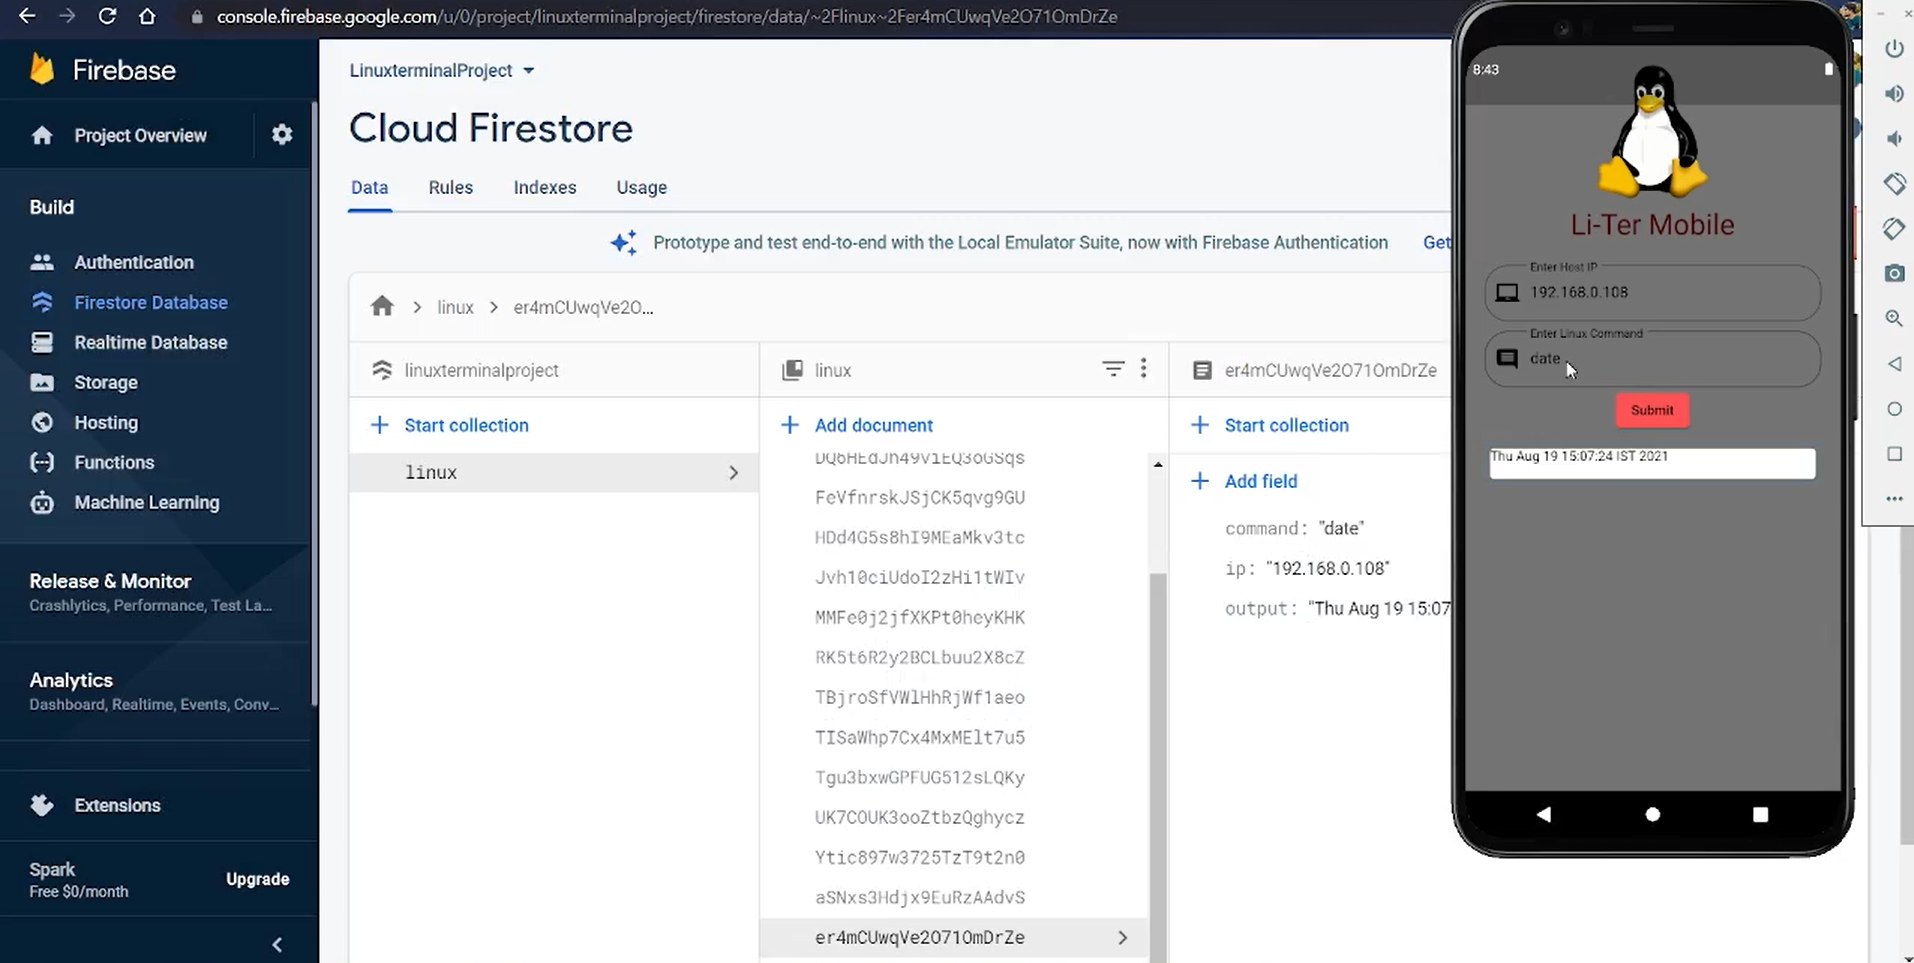 console.firebase.google.com/u/0/project/linuxterminalproject/firestore/data/~2Flinux~2Fer4mCUwqVe2O71OmDrZe
Firebase
Project Overview
Build
Authentication
Firestore Database
Realtime Database
Storage
Hosting
Functions
Machine Learning
Release & Monitor
Crashlytics, Performance, Test La...
Analytics
Dashboard, Realtime, Events, Conv...
Extensions
Spark
Free $0/month
Upgrade
LinuxterminalProject
Cloud Firestore
Data
Rules
Indexes
Usage
Prototype and test end-to-end with the Local Emulator Suite, now with Firebase Authentication
Get
linux
er4mCUwqVe2O...
linuxterminalproject
Start collection
linux
linux
Add document
DQ6HEdJh49viEQ3oGSqs
FeVfnrskJSjCK5qvg9GU
HDd4G5s8hI9MEaMkv3tc
Jvh10ciUdoI2zHi1tWIv
MMFe0j2jfXKPt0heyKHK
RK5t6R2y2BCLbuu2X8cZ
TBjroSfVWlHhRjWf1aeo
TISaWhp7Cx4MxMElt7u5
Tgu3bxwGPFUG512sLQKy
UK7COUK3ooZtbzQghycz
Ytic897w3725TzT9t2n0
aSNxs3Hdjx9EuRzAAdvS
er4mCUwqVe2O71OmDrZe
er4mCUwqVe2O71OmDrZe
Start collection
Add field
command: "date"
ip: "192.168.0.108"
output: "Thu Aug 19 15:07
8:43
Li-Ter Mobile
Enter Host IP
192.168.0.108
Enter Linux Command
date
Submit
Thu Aug 19 15:07:24 IST 2021